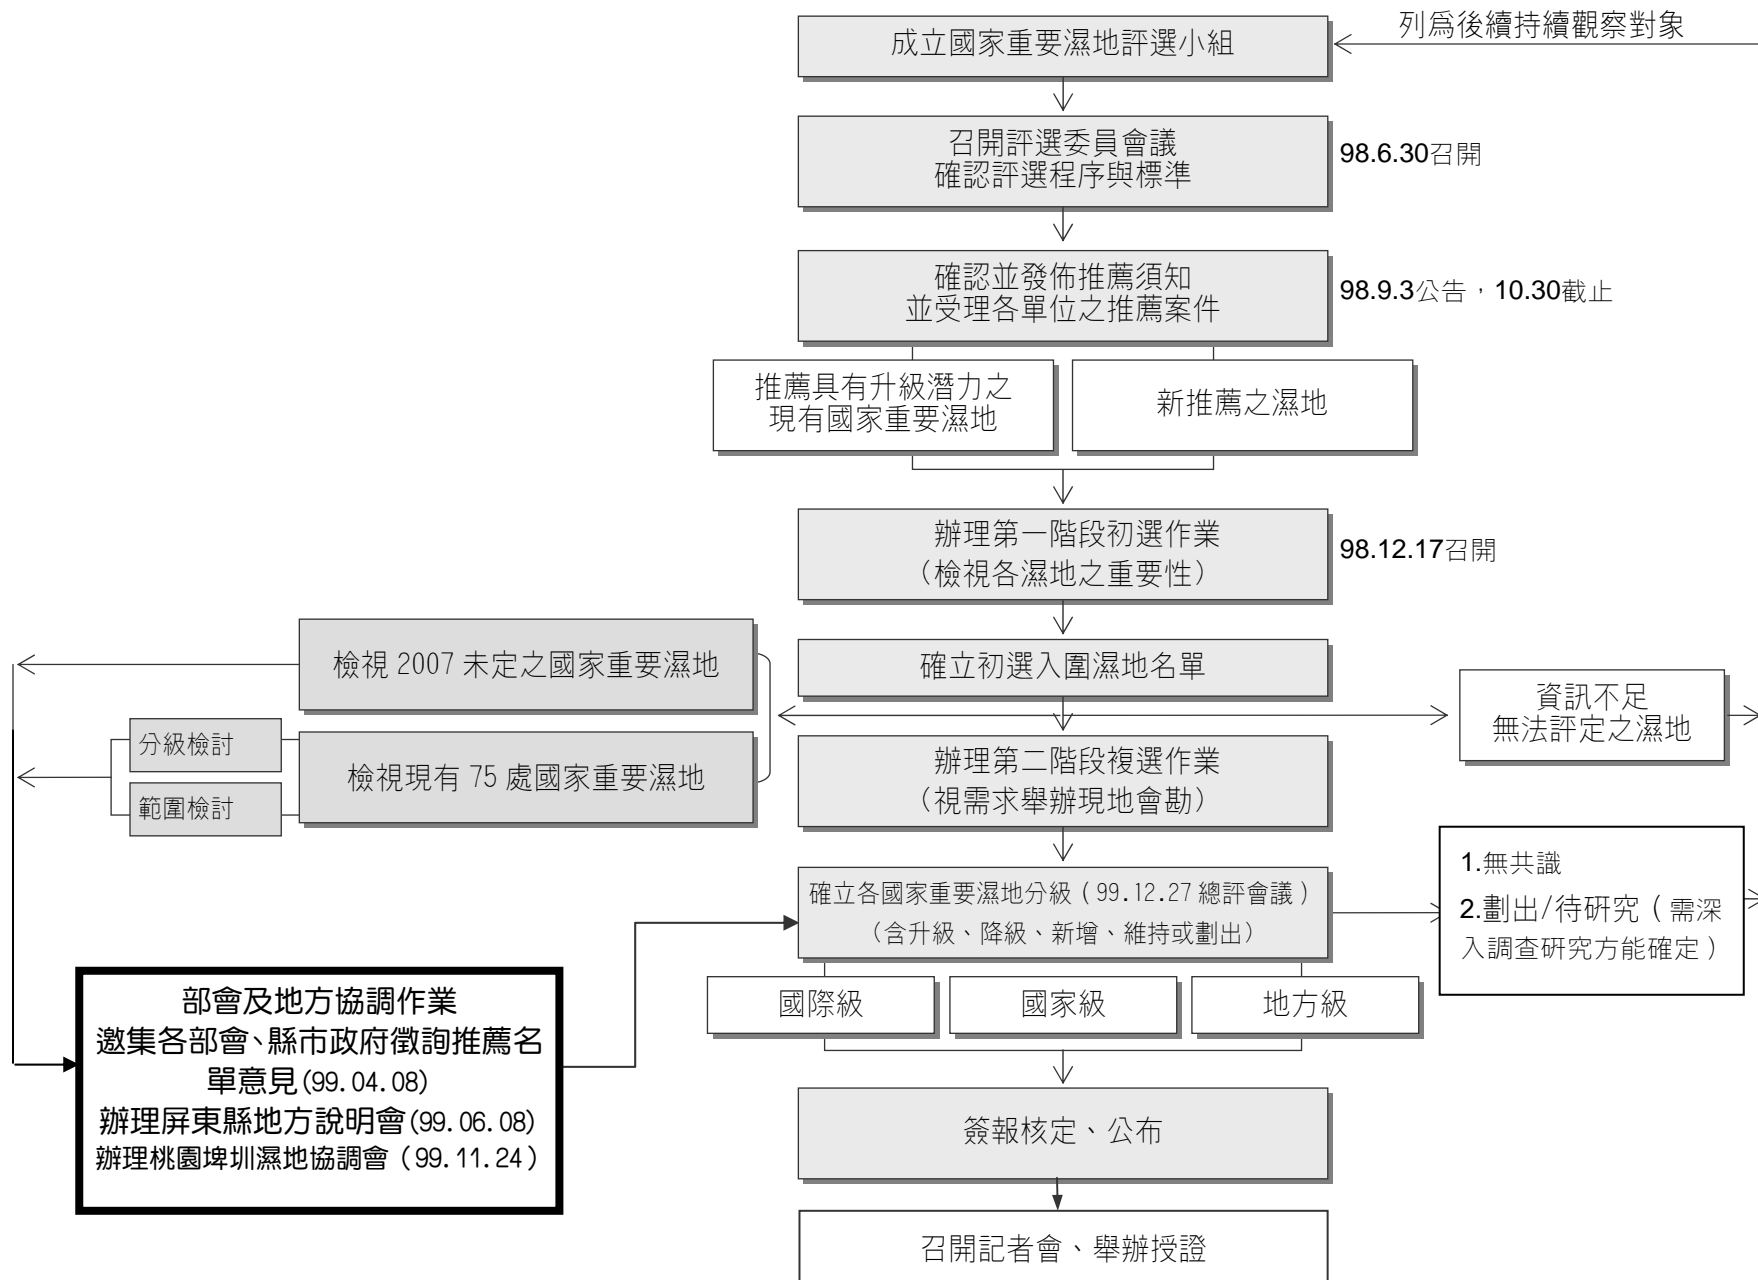 成立國家重要濕地評選小組
列為後續持續觀察對象
召開評選委員會議
確認評選程序與標準
98.6.30召開
確認並發佈推薦須知
並受理各單位之推薦案件
98.9.3公告，10.30截止
推薦具有升級潛力之
現有國家重要濕地
新推薦之濕地
辦理第一階段初選作業
（檢視各濕地之重要性）
98.12.17召開
檢視 2007 未定之國家重要濕地
確立初選入圍濕地名單
資訊不足
無法評定之濕地
分級檢討
範圍檢討
檢視現有 75 處國家重要濕地
辦理第二階段複選作業
（視需求舉辦現地會勘）
確立各國家重要濕地分級（99.12.27 總評會議）
（含升級、降級、新增、維持或劃出）
1.無共識
2.劃出/待研究（需深
入調查研究方能確定）
國際級
國家級
地方級
部會及地方協調作業
邀集各部會、縣市政府徵詢推薦名
單意見(99.04.08)
辦理屏東縣地方說明會(99.06.08)
辦理桃園埤圳濕地協調會（99.11.24）
簽報核定、公布
召開記者會、舉辦授證